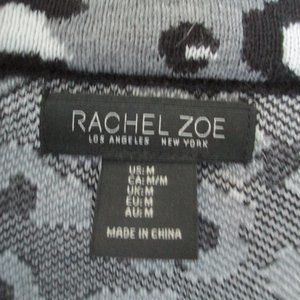 RACHEL ZOE
LOS ANGELES NEW YORK
US:M
CA:M/M
UK:M
EU:M
AU:M
MADE IN CHINA